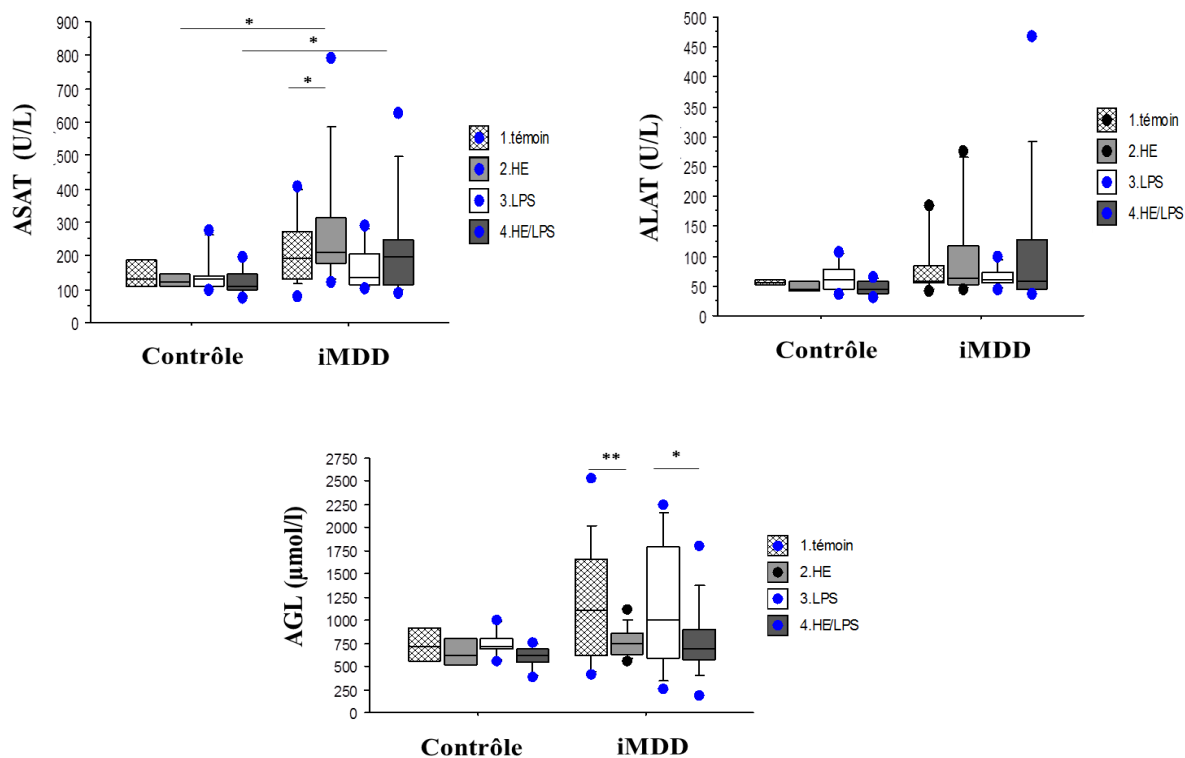 ASAT (U/L)
900
800
700
600
500
400
300
200
100
0
*
*
*
Contrôle
iMDD
1.témoin
2.HE
3.LPS
4.HE/LPS
ALAT (U/L)
500
450
400
350
300
250
200
150
100
50
0
Contrôle
iMDD
1.témoin
2.HE
3.LPS
4.HE/LPS
AGL (µmol/l)
2750
2500
2250
2000
1750
1500
1250
1000
750
500
250
0
**
*
Contrôle
iMDD
1.témoin
2.HE
3.LPS
4.HE/LPS